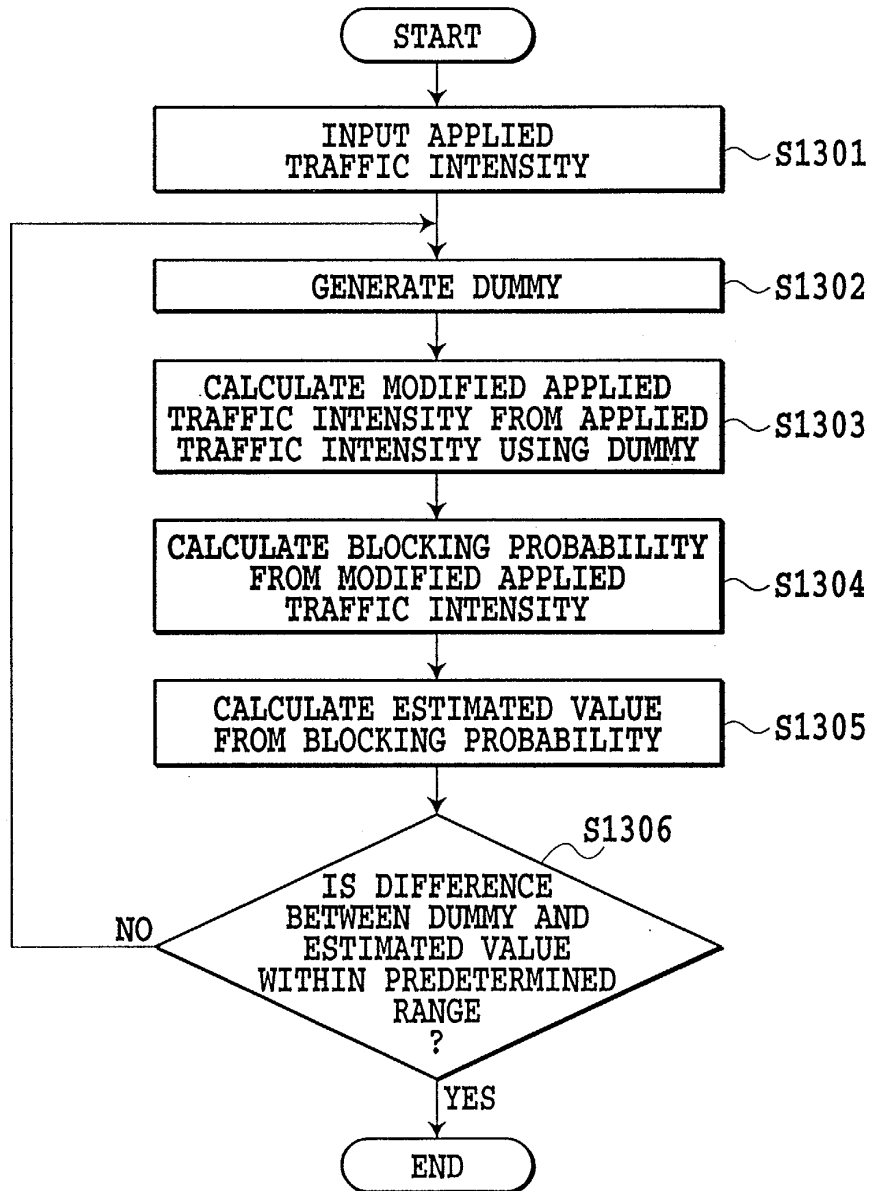 START
INPUT APPLIED
TRAFFIC INTENSITY
S1301
GENERATE DUMMY
S1302
CALCULATE MODIFIED APPLIED
TRAFFIC INTENSITY FROM APPLIED
TRAFFIC INTENSITY USING DUMMY
S1303
CALCULATE BLOCKING PROBABILITY
FROM MODIFIED APPLIED
TRAFFIC INTENSITY
S1304
CALCULATE ESTIMATED VALUE
FROM BLOCKING PROBABILITY
S1305
S1306
IS DIFFERENCE
BETWEEN DUMMY AND
ESTIMATED VALUE
WITHIN PREDETERMINED
RANGE
?
NO
YES
END